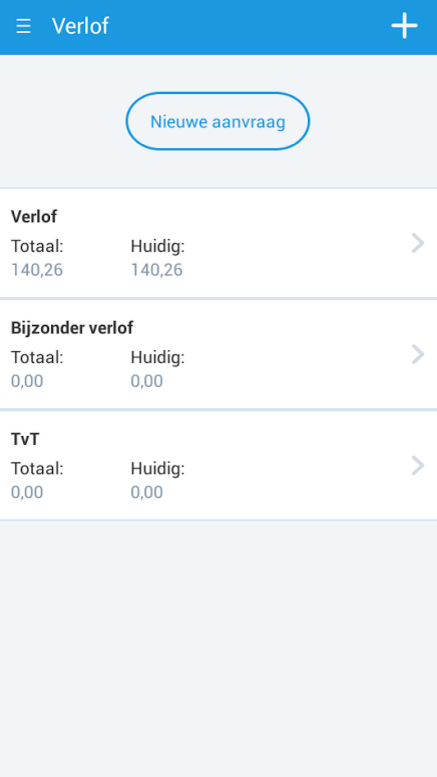 Verlof
Nieuwe aanvraag
Verlof
Totaal: Huidig:
140,26 140,26
Bijzonder verlof
Totaal: Huidig:
0,00 0,00
TvT
Totaal: Huidig:
0,00 0,00